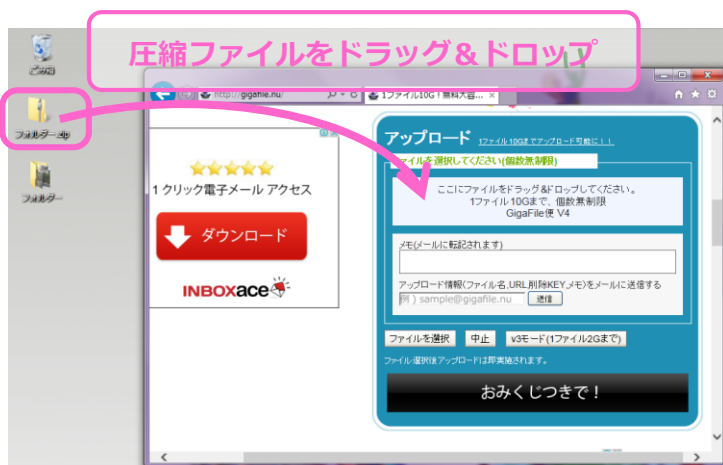 圧縮ファイルをドラッグ&ドロップ
ごみ箱
http://gigafile.nu/
1ファイル10G!無料大容... ×
フォルダー.zip
フォルダー
1クリック電子メール アクセス
ダウンロード
INBOXace
アップロード 1ファイル10Gまでアップロード可能に!!
ファイルを選択してください(個数無制限)
ここにファイルをドラッグ&ドロップしてください。
1ファイル10Gまで、個数無制限
GigaFile便 V4
メモ(メールに転記されます)
アップロード情報(ファイル名,URL,削除KEY,メモ)をメールに送信する
例) sample@gigafile.nu 送信
ファイルを選択 中止 v3モード(1ファイル2Gまで)
ファイル選択後アップロードは即実施されます。
おみくじつきで!